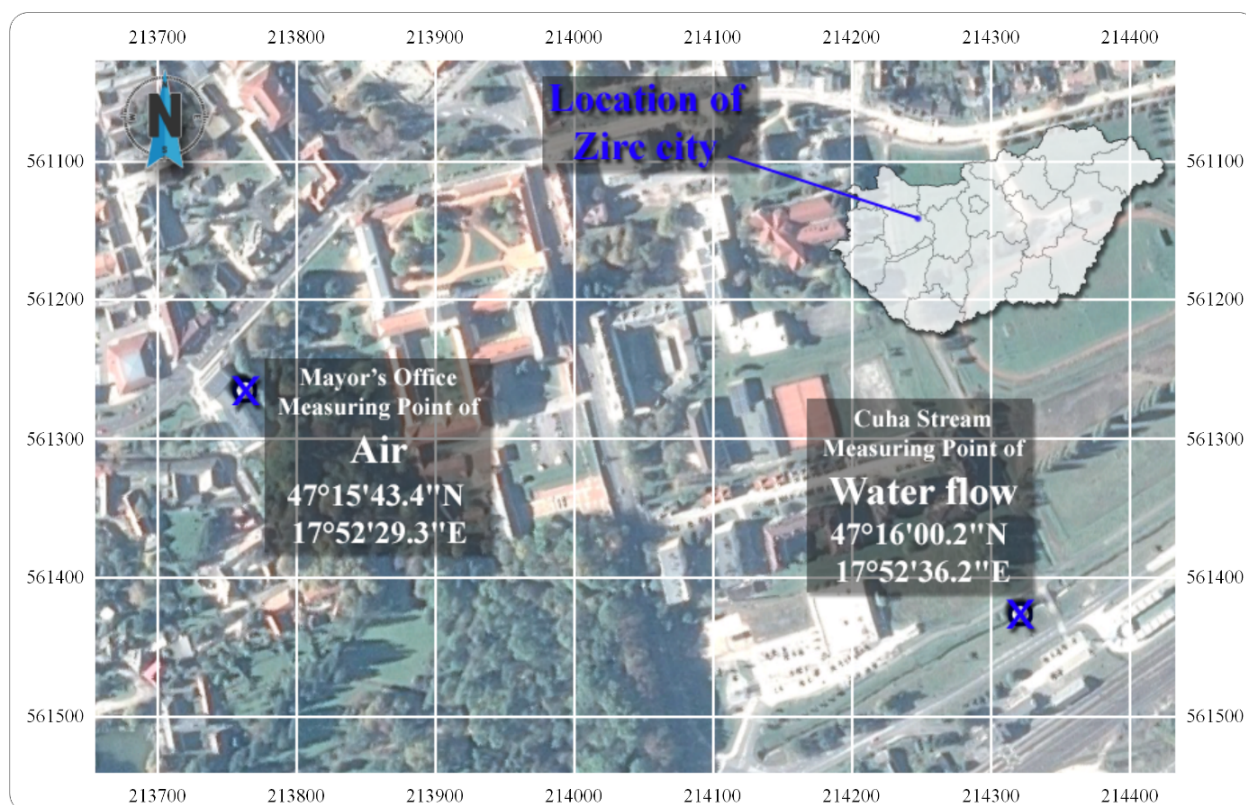 213700 213800 213900 214000 214100 214200 214300 214400
Location of
Zirc city
N
561100 561100
561200 561200
Mayor's Office
Measuring Point of
Air
47°15'43.4"N
17°52'29.3"E
561300 561300
Cuha Stream
Measuring Point of
Water flow
47°16'00.2"N
17°52'36.2"E
561400 561400
561500 561500
213700 213800 213900 214000 214100 214200 214300 214400